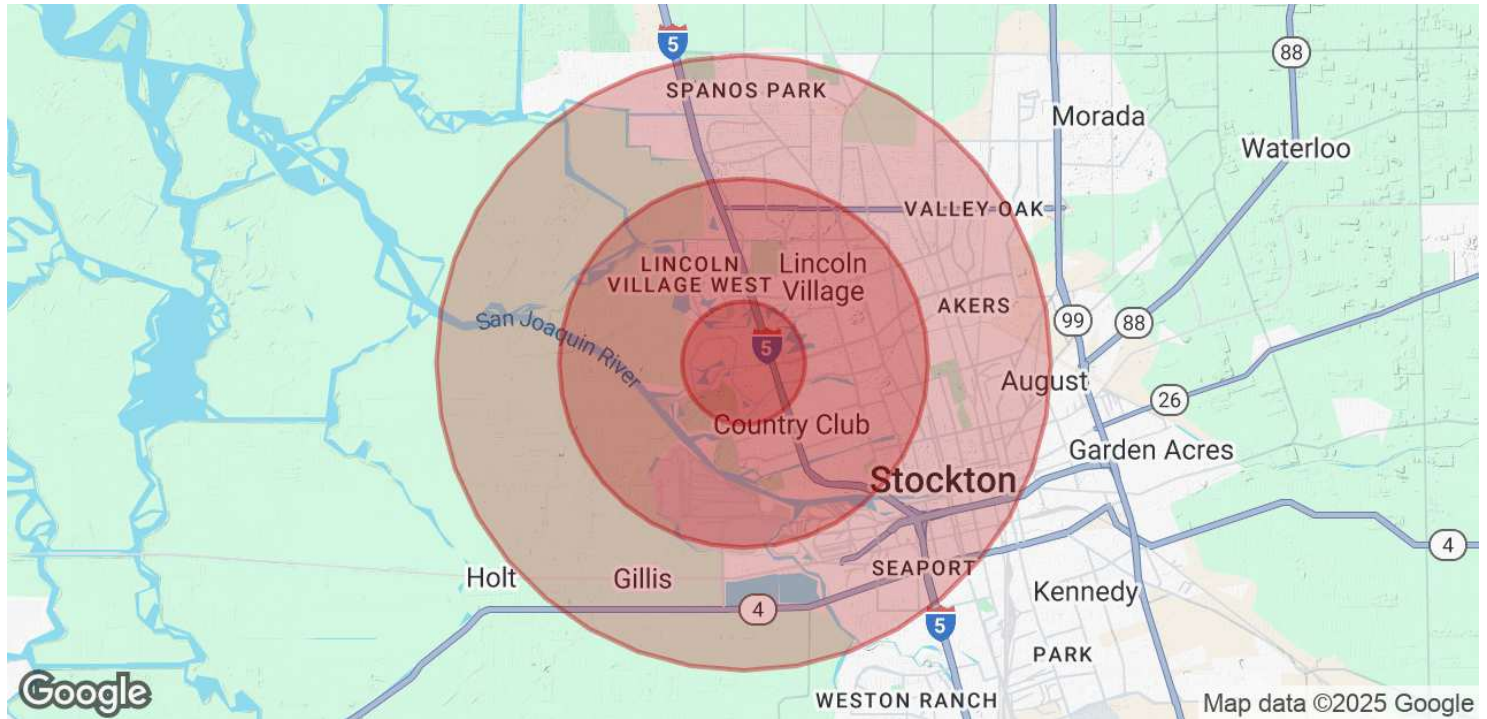 5
88
SPANOS PARK
Morada
Waterloo
VALLEY OAK
LINCOLN
VILLAGE WEST
Lincoln
Village
AKERS
San Joaquin River
99
88
5
August
26
Country Club
Garden Acres
Stockton
4
SEAPORT
Holt
Gillis
Kennedy
4
5
PARK
WESTON RANCH
Google
Map data ©2025 Google